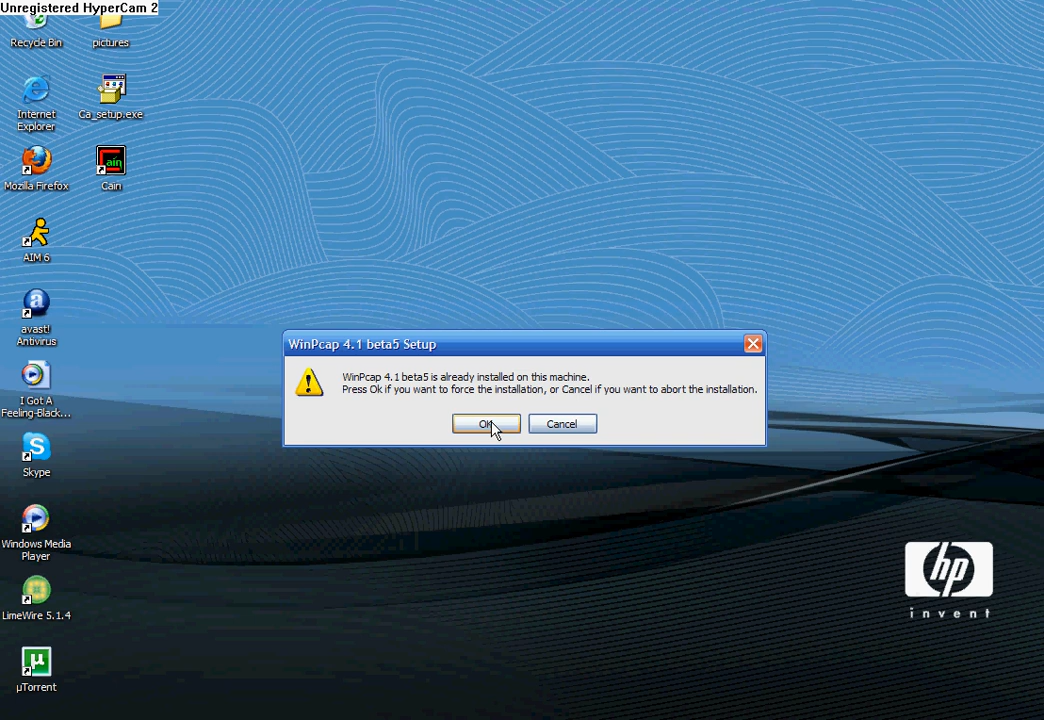 Unregistered HyperCam 2
Recycle Bin
pictures
Internet
Explorer
Ca_setup.exe
Mozilla Firefox
Cain
AIM 6
avast!
Antivirus
I Got A
Feeling-Black...
Skype
Windows Media
Player
LimeWire 5.1.4
µTorrent
WinPcap 4.1 beta5 Setup
WinPcap 4.1 beta5 is already installed on this machine.
Press Ok if you want to force the installation, or Cancel if you want to abort the installation.
OK
Cancel
hp
invent